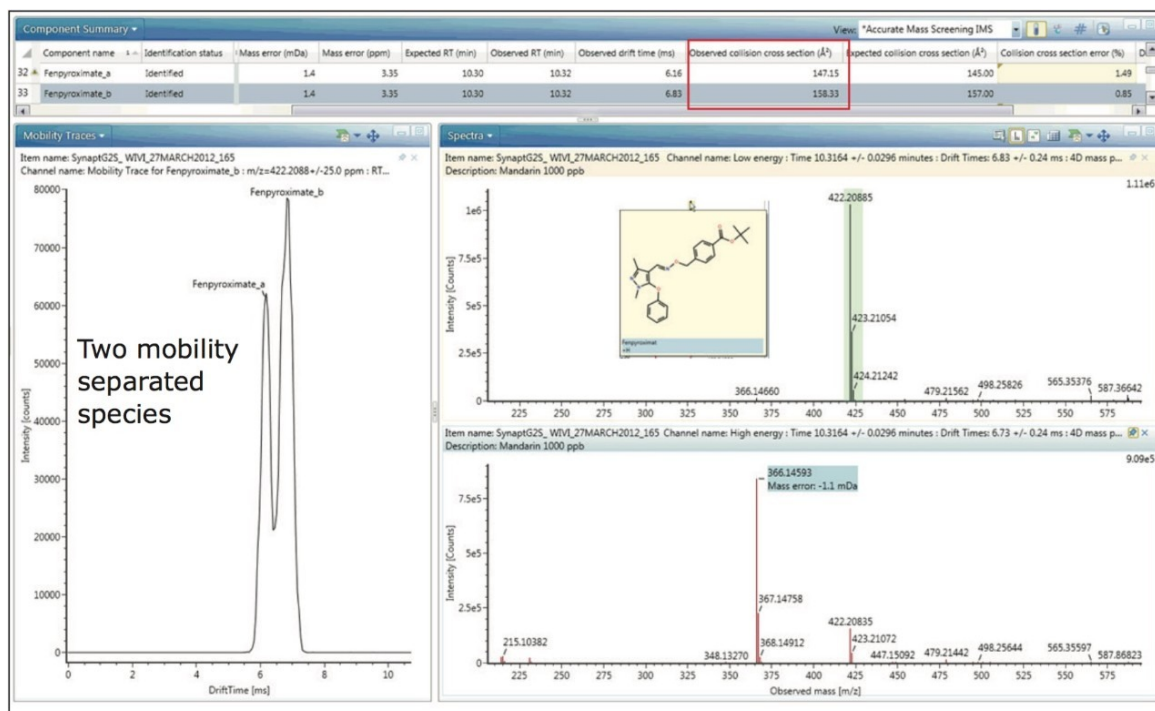 Component Summary
View: *Accurate Mass Screening IMS
Component name Identification status Mass error (mDa) Mass error (ppm) Expected RT (min) Observed RT (min) Observed drift time (ms) Observed collision cross section (Å²) Expected collision cross section (Å²) Collision cross section error (%) D
32 Fenpyroximate_a Identified 1.4 3.35 10.30 10.32 6.16 147.15 145.00 1.49
33 Fenpyroximate_b Identified 1.4 3.35 10.30 10.32 6.83 158.33 157.00 0.85
Mobility Traces
Item name: SynaptG2S_ WIVI_27MARCH2012_165
Channel name: Mobility Trace for Fenpyroximate_b : m/z=422.2088+/-25.0 ppm : RT...
80000
70000
60000
50000
40000
30000
20000
10000
0
Intensity [counts]
Fenpyroximate_b
Fenpyroximate_a
Two mobility
separated
species
0 2 4 6 8 10
DriftTime [ms]
Spectra
Item name: SynaptG2S_ WIVI_27MARCH2012_165 Channel name: Low energy : Time 10.3164 +/- 0.0296 minutes : Drift Times: 6.83 +/- 0.24 ms : 4D mass p...
Description: Mandarin 1000 ppb
1.11e6
1e6
5e5
2.5e5
0
Intensity [Counts]
422.20885
423.21054
424.21242
366.14660
479.21562
498.25826
565.35376
587.36642
Fenpyroximat
+H
225 250 275 300 325 350 375 400 425 450 475 500 525 550 575
Item name: SynaptG2S_ WIVI_27MARCH2012_165 Channel name: High energy : Time 10.3164 +/- 0.0296 minutes : Drift Times: 6.73 +/- 0.24 ms : 4D mass p...
Description: Mandarin 1000 ppb
9.09e5
7.5e5
5e5
2.5e5
0
Intensity [Counts]
366.14593
Mass error: -1.1 mDa
367.14758
368.14912
348.13270
215.10382
422.20835
423.21072
447.15092
479.21442
498.25644
565.35597
587.86823
225 250 275 300 325 350 375 400 425 450 475 500 525 550 575
Observed mass [m/z]